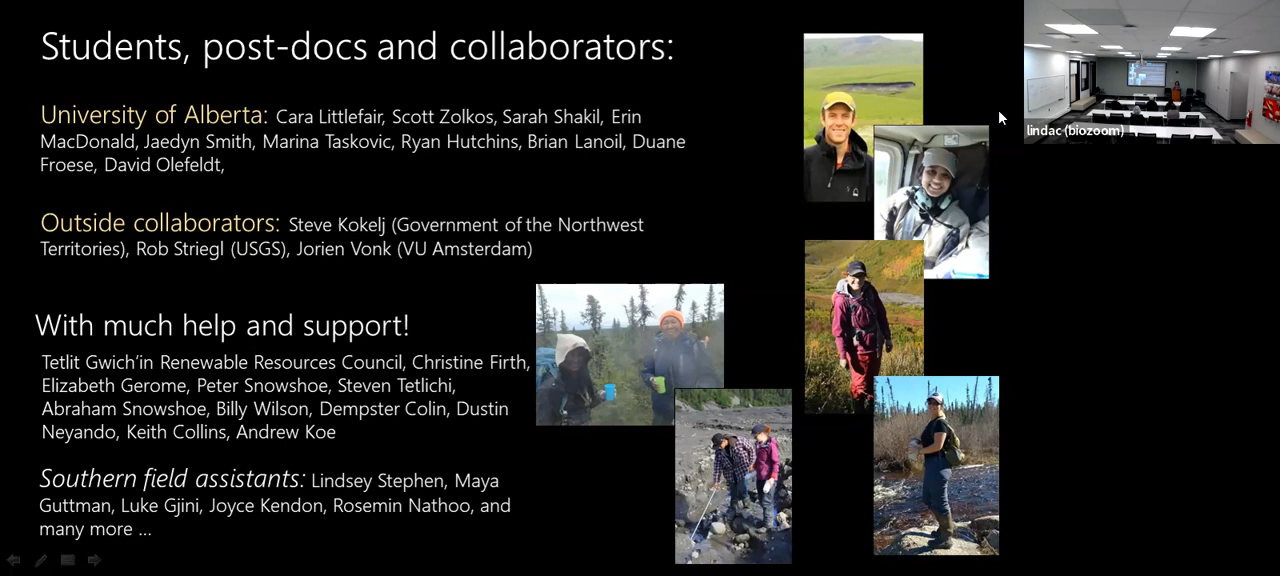 Students, post-docs and collaborators:
University of Alberta: Cara Littlefair, Scott Zolkos, Sarah Shakil, Erin
MacDonald, Jaedyn Smith, Marina Taskovic, Ryan Hutchins, Brian Lanoil, Duane
Froese, David Olefeldt,
Outside collaborators: Steve Kokelj (Government of the Northwest
Territories), Rob Striegl (USGS), Jorien Vonk (VU Amsterdam)
With much help and support!
Tetlit Gwich’in Renewable Resources Council, Christine Firth,
Elizabeth Gerome, Peter Snowshoe, Steven Tetlichi,
Abraham Snowshoe, Billy Wilson, Dempster Colin, Dustin
Neyando, Keith Collins, Andrew Koe
Southern field assistants: Lindsey Stephen, Maya
Guttman, Luke Gjini, Joyce Kendon, Rosemin Nathoo, and
many more ...
lindac (biozoom)